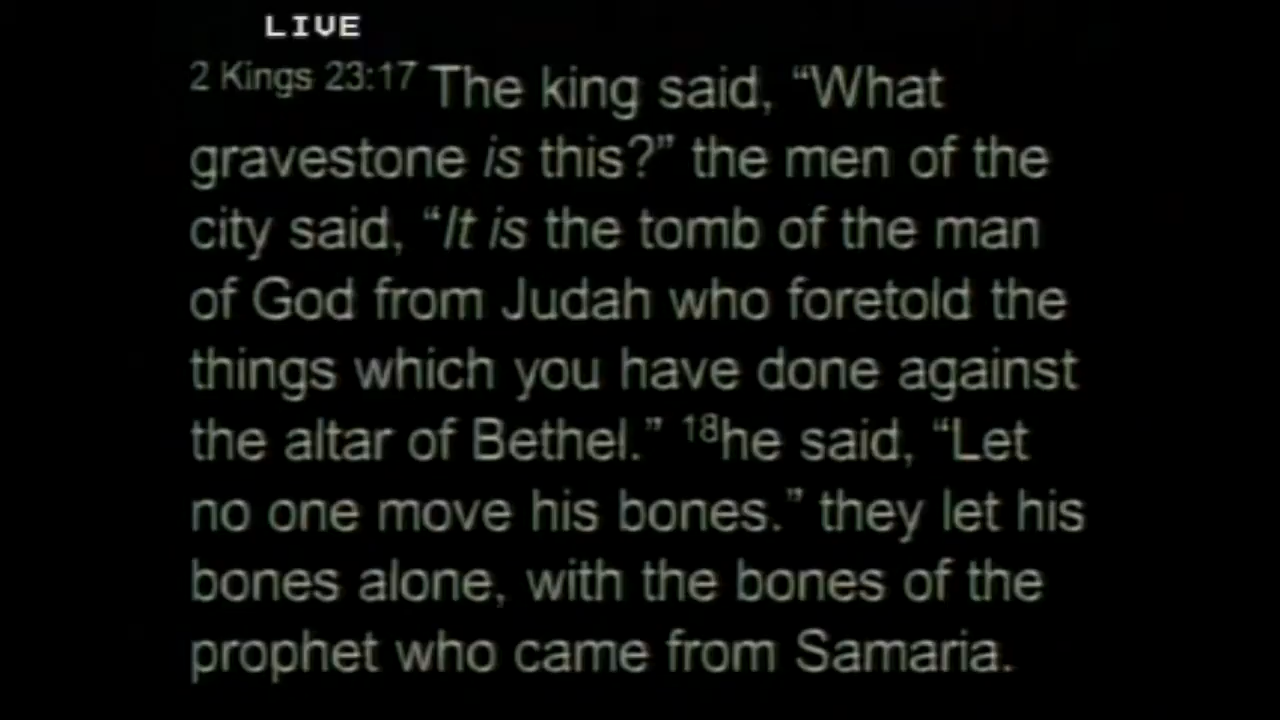 LIVE
2 Kings 23:17 The king said, “What
gravestone is this?” the men of the
city said, “It is the tomb of the man
of God from Judah who foretold the
things which you have done against
the altar of Bethel.” 18he said, “Let
no one move his bones.” they let his
bones alone, with the bones of the
prophet who came from Samaria.